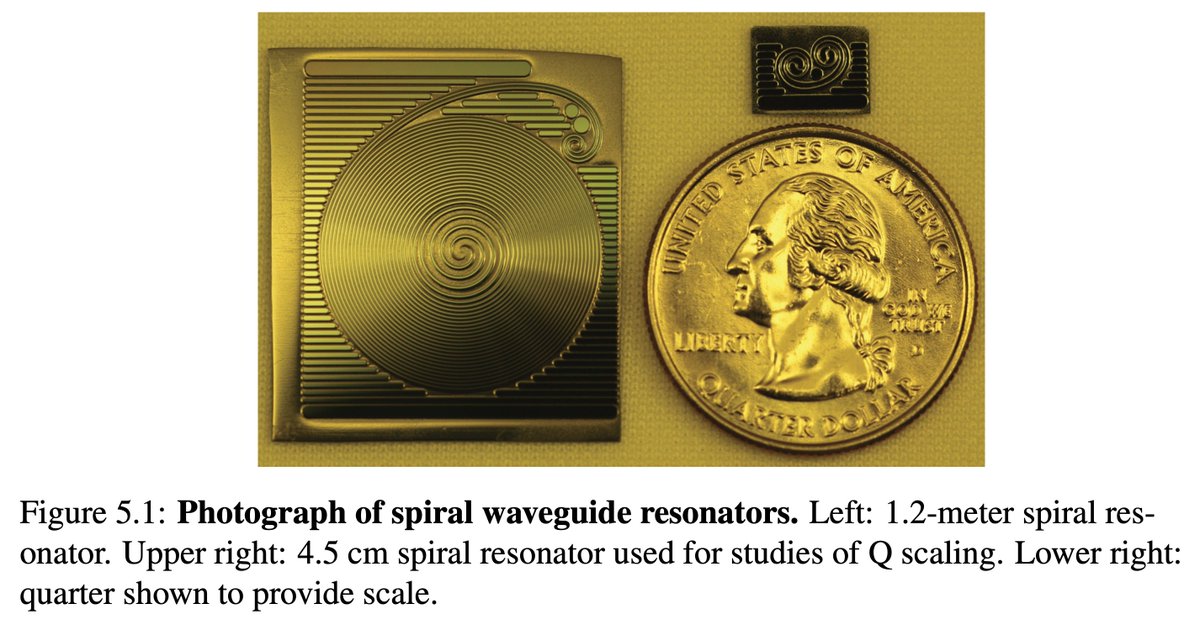 UNITED STATES OF AMERICA
LIBERTY
IN
GOD WE
TRUST
D
QUARTER DOLLAR
Figure 5.1: Photograph of spiral waveguide resonators. Left: 1.2-meter spiral res-
onator. Upper right: 4.5 cm spiral resonator used for studies of Q scaling. Lower right:
quarter shown to provide scale.